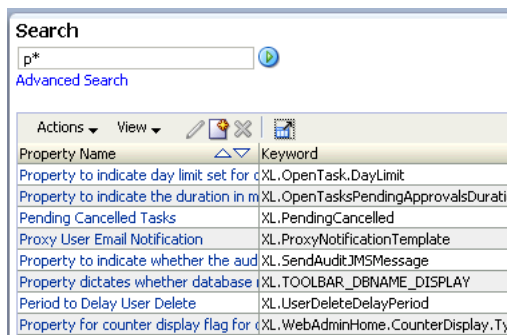 Search
p*
Advanced Search
Actions View
Property Name Keyword
Property to indicate day limit set for XL.OpenTask.DayLimit
Property to indicate the duration in XL.OpenTasksPendingApprovalsDurati
Pending Cancelled Tasks XL.PendingCancelled
Proxy User Email Notification XL.ProxyNotificationTemplate
Property to indicate whether the aud XL.SendAuditJMSMessage
Property dictates whether database XL.TOOLBAR_DBNAME_DISPLAY
Period to Delay User Delete XL.UserDeleteDelayPeriod
Property for counter display flag for XL.WebAdminHome.CounterDisplay.Ty